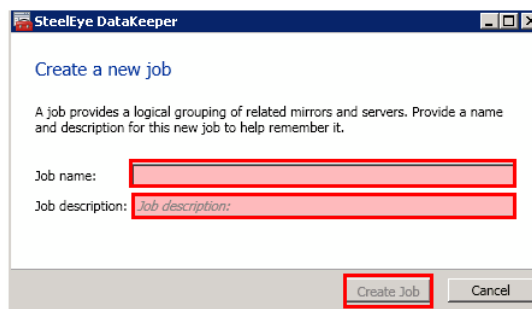 SteelEye DataKeeper
Create a new job
A job provides a logical grouping of related mirrors and servers. Provide a name
and description for this new job to help remember it.
Job name:
Job description: Job description:
Create Job Cancel